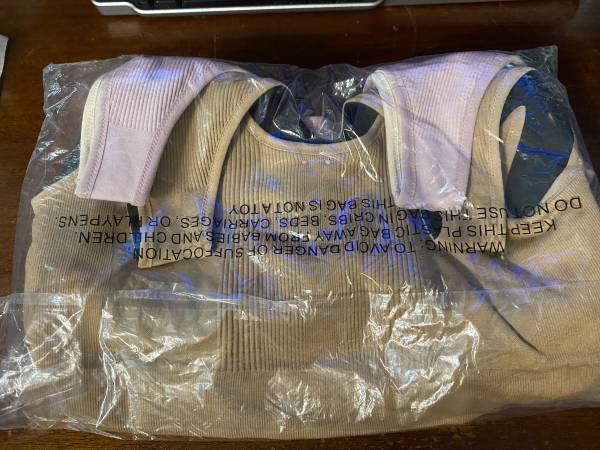 WARNING: TO AVOID DANGER OF SUFFOCATION
KEEP THIS PLASTIC BAG AWAY FROM BABIES AND CHILDREN.
DO NOT USE THIS BAG IN CRIBS, BEDS, CARRIAGES, OR PLAYPENS.
THIS BAG IS NOT A TOY